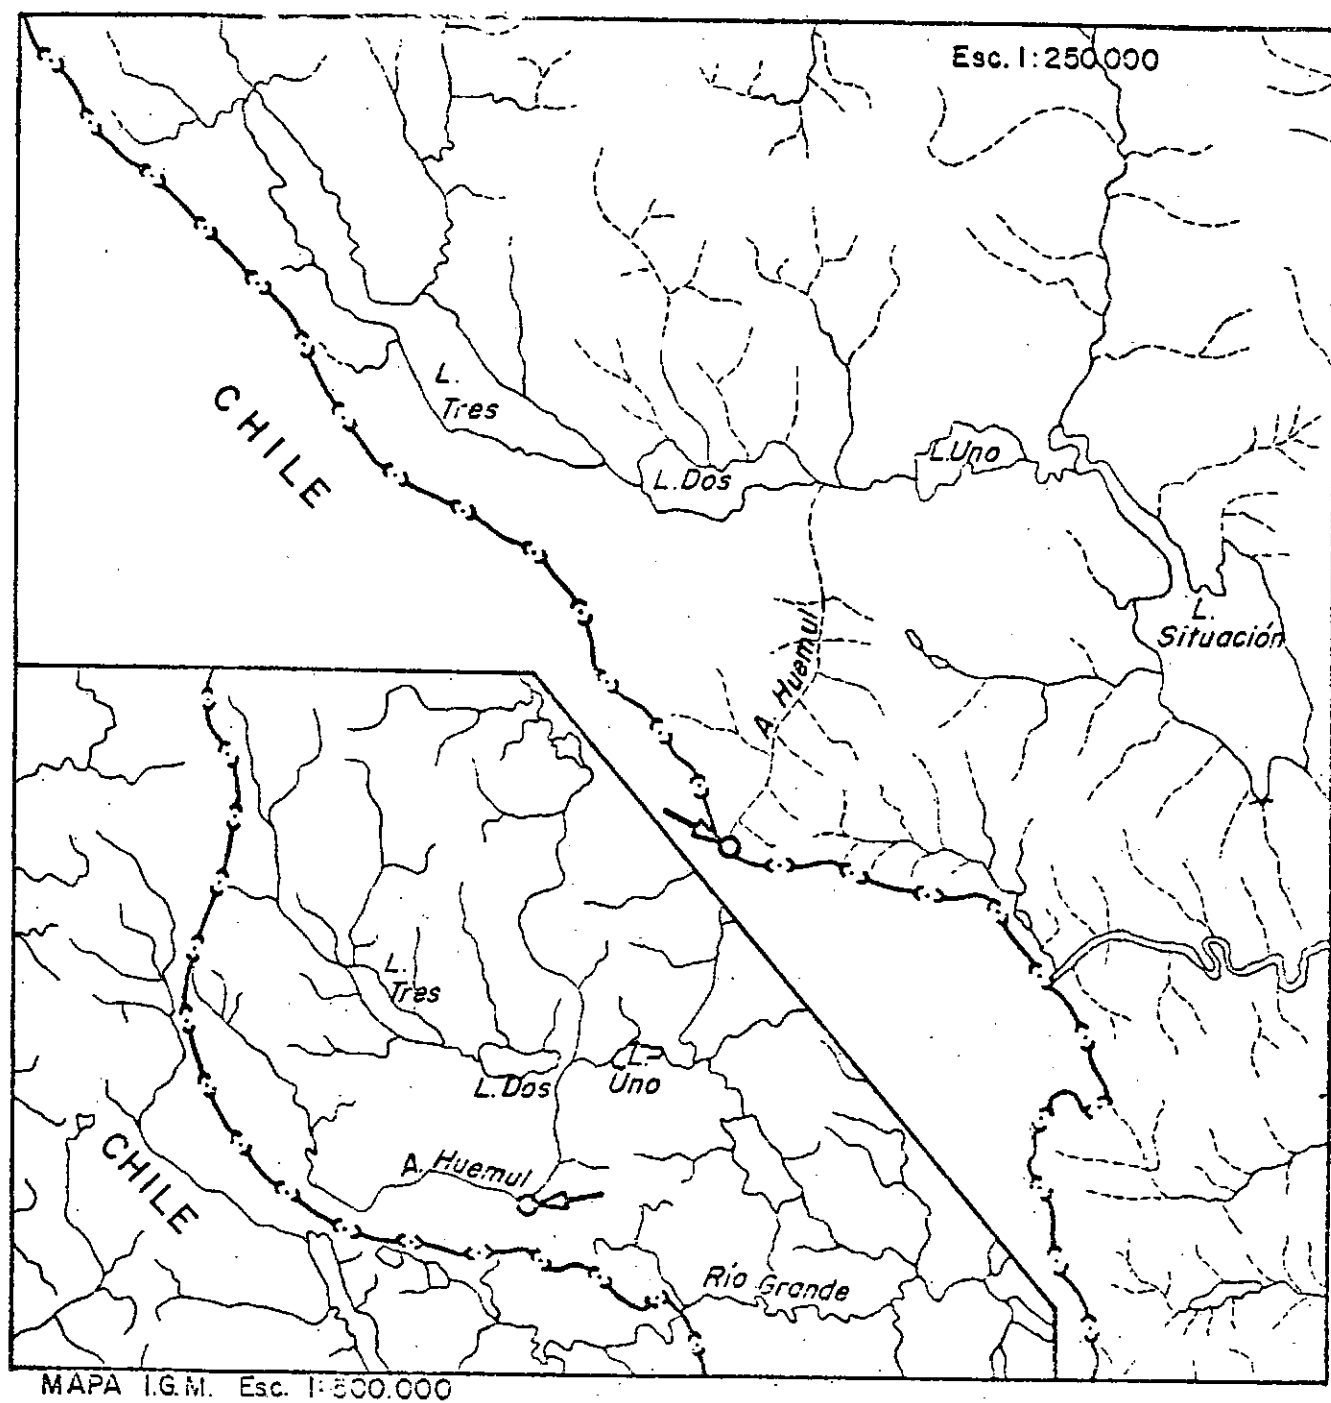 Esc. 1:250.000
CHILE
L.
Tres
L. Dos
L. Uno
L.
Situación
A. Huemul
L.
Tres
L. Dos
L.
Uno
A. Huemul
CHILE
Río Grande
MAPA I.G.M. Esc. 1:500.000